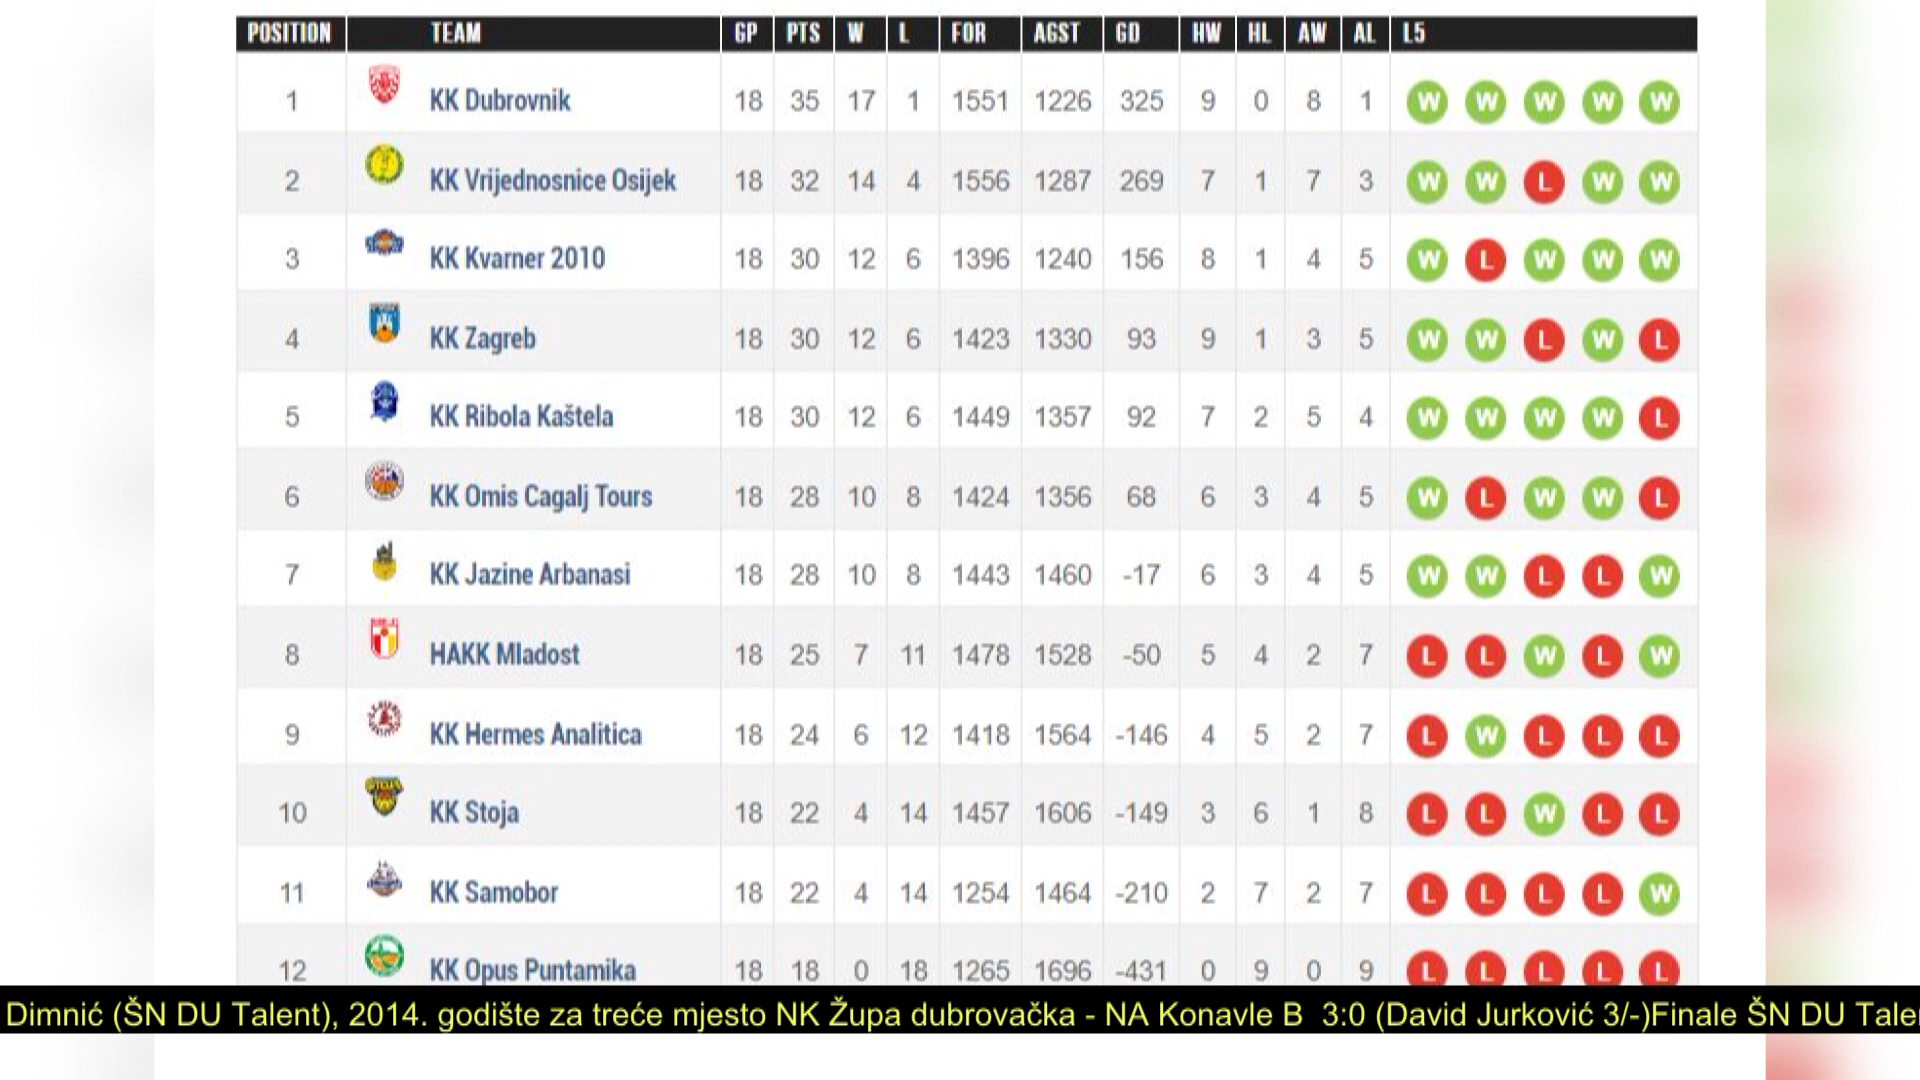 POSITION TEAM GP PTS W L FOR AGST GD HW HL AW AL L5
1 KK Dubrovnik 18 35 17 1 1551 1226 325 9 0 8 1 W W W W W
2 KK Vrijednosnice Osijek 18 32 14 4 1556 1287 269 7 1 7 3 W W L W W
3 KK Kvarner 2010 18 30 12 6 1396 1240 156 8 1 4 5 W L W W W
4 KK Zagreb 18 30 12 6 1423 1330 93 9 1 3 5 W W L W L
5 KK Ribola Kaštela 18 30 12 6 1449 1357 92 7 2 5 4 W W W W L
6 KK Omis Cagalj Tours 18 28 10 8 1424 1356 68 6 3 4 5 W L W W L
7 KK Jazine Arbanasi 18 28 10 8 1443 1460 -17 6 3 4 5 W W L L W
8 HAKK Mladost 18 25 7 11 1478 1528 -50 5 4 2 7 L L W L W
9 KK Hermes Analitica 18 24 6 12 1418 1564 -146 4 5 2 7 L W L L L
10 KK Stoja 18 22 4 14 1457 1606 -149 3 6 1 8 L L W L L
11 KK Samobor 18 22 4 14 1254 1464 -210 2 7 2 7 L L L L W
12 KK Opus Puntamika 18 18 0 18 1265 1696 -431 0 9 0 9 L L L L L
Dimnić (ŠN DU Talent), 2014. godište za treće mjesto NK Župa dubrovačka - NA Konavle B 3:0 (David Jurković 3/-)Finale ŠN DU Tale